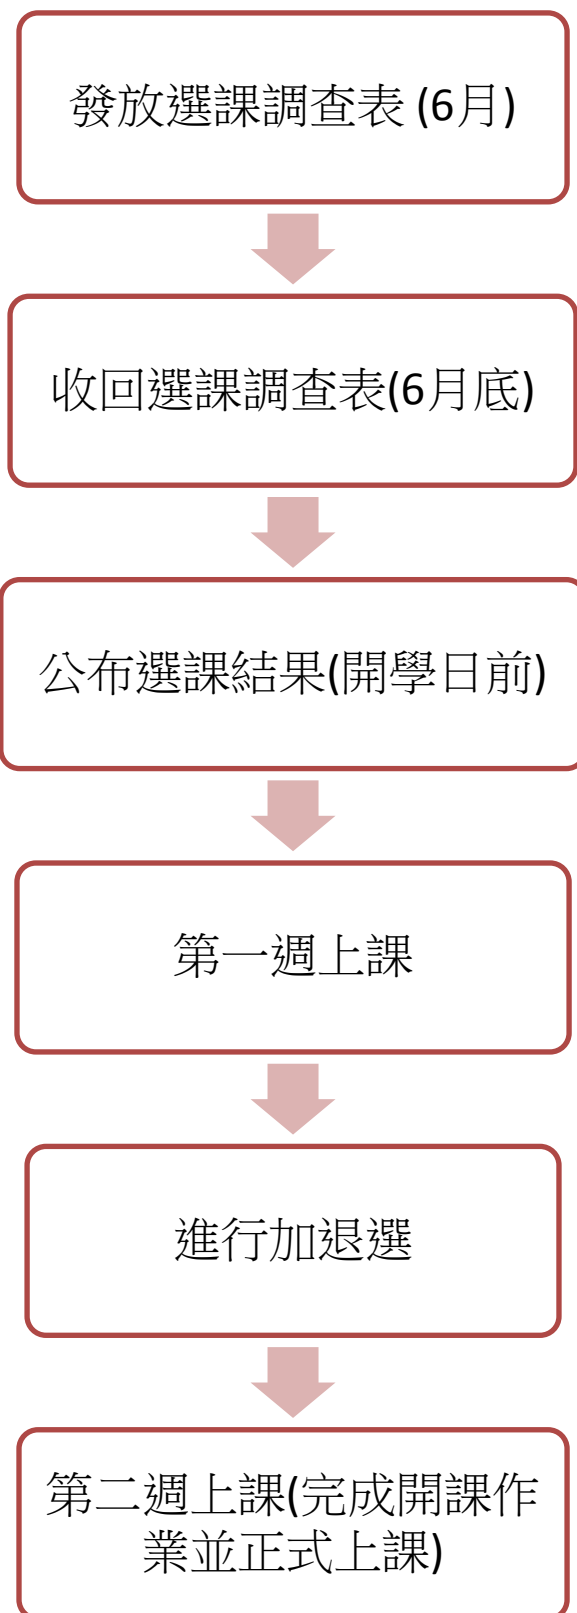 發放選課調查表 (6月)
收回選課調查表(6月底)
公布選課結果(開學日前)
第一週上課
進行加退選
第二週上課(完成開課作
業並正式上課)